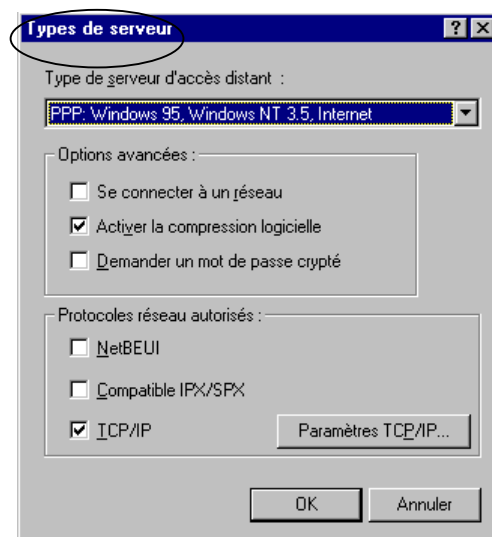 Types de serveur
Type de serveur d'accès distant :
PPP: Windows 95, Windows NT 3.5, Internet
Options avancées :
Se connecter à un réseau
Activer la compression logicielle
Demander un mot de passe crypté
Protocoles réseau autorisés :
NetBEUI
Compatible IPX/SPX
TCP/IP
Paramètres TCP/IP...
OK
Annuler